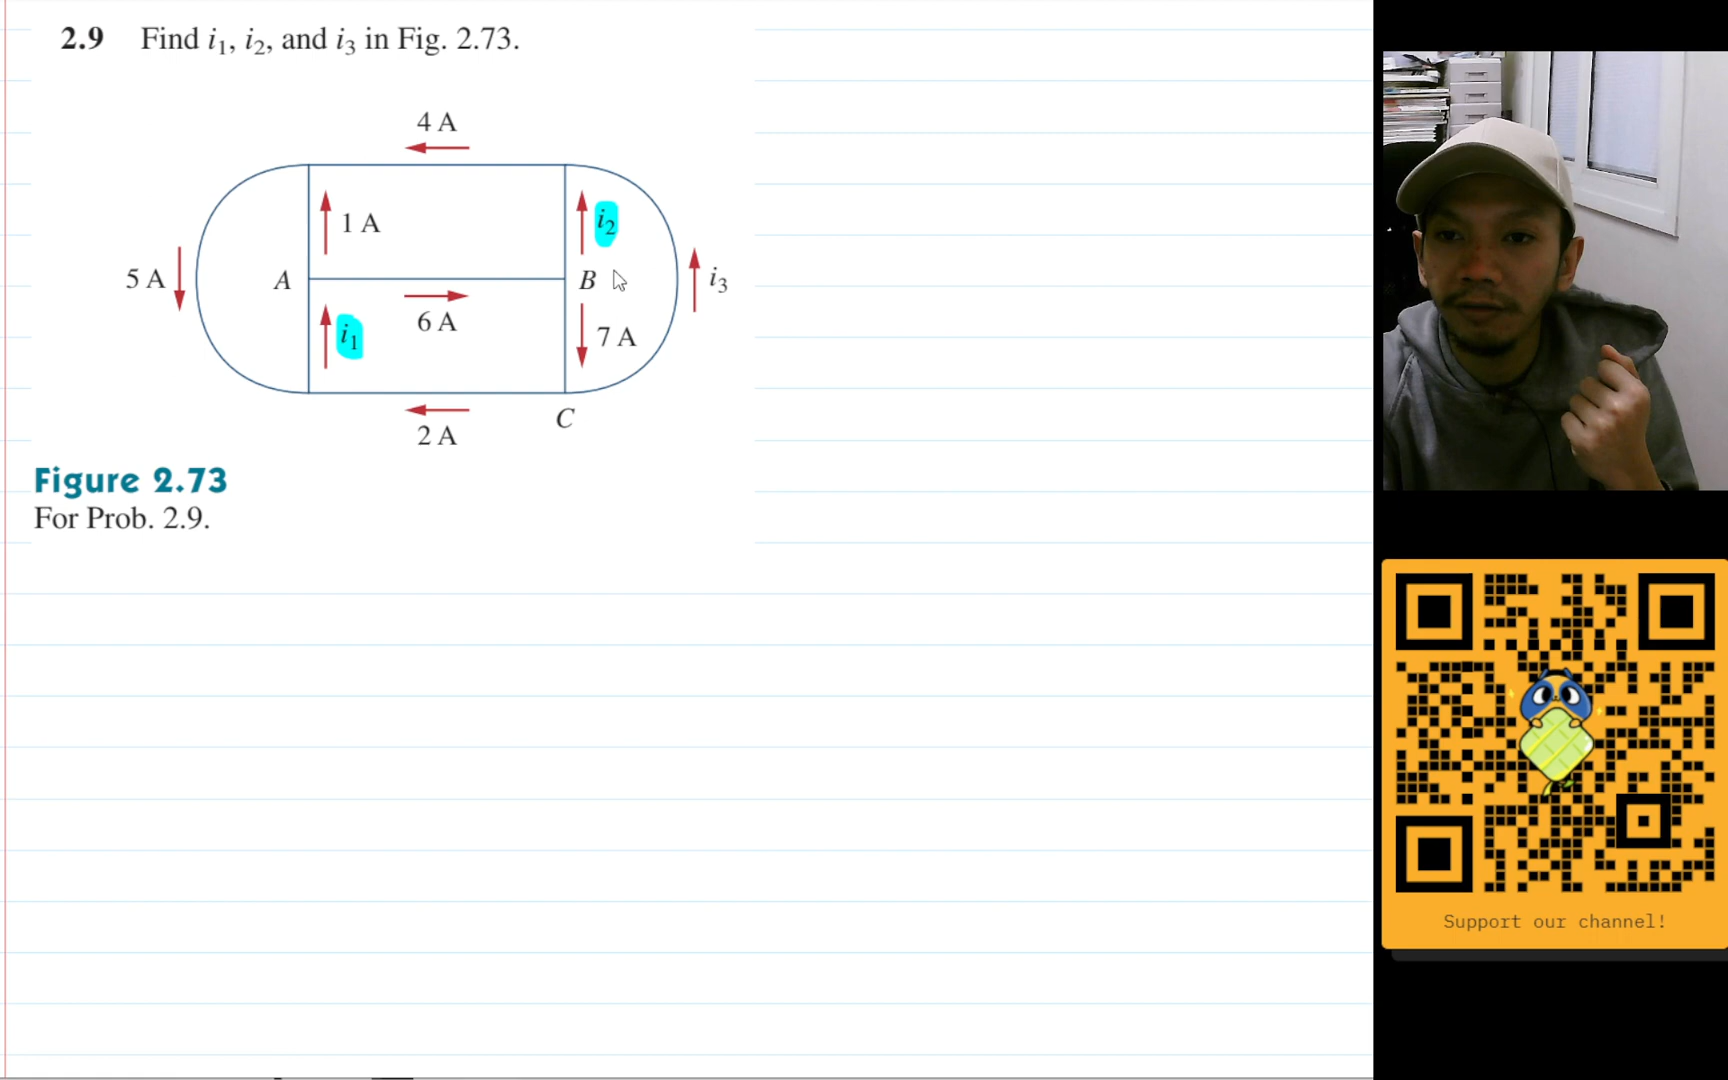 2.9 Find i₁, i₂, and i₃ in Fig. 2.73.
4 A
1 A
i₂
5 A
A
B
i₃
6 A
i₁
7 A
2 A
C
Figure 2.73
For Prob. 2.9.
Support our channel!